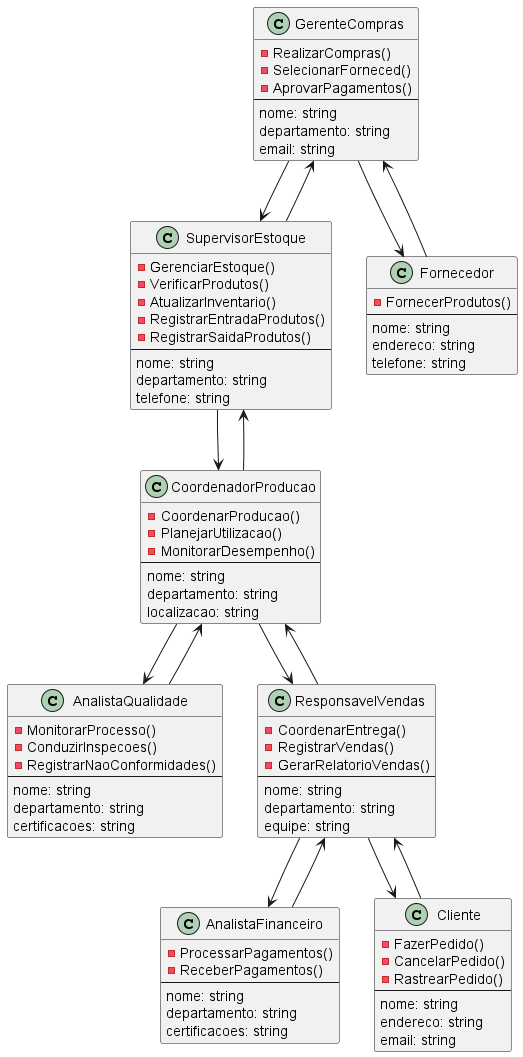 C GerenteCompras
RealizarCompras()
SelecionarForneced()
AprovarPagamentos()
nome: string
departamento: string
email: string
C SupervisorEstoque
GerenciarEstoque()
VerificarProdutos()
AtualizarInventario()
RegistrarEntradaProdutos()
RegistrarSaidaProdutos()
nome: string
departamento: string
telefone: string
C Fornecedor
FornecerProdutos()
nome: string
endereco: string
telefone: string
C CoordenadorProducao
CoordenarProducao()
PlanejarUtilizacao()
MonitorarDesempenho()
nome: string
departamento: string
localizacao: string
C AnalistaQualidade
MonitorarProcesso()
ConduzirInspecoes()
RegistrarNaoConformidades()
nome: string
departamento: string
certificacoes: string
C ResponsavelVendas
CoordenarEntrega()
RegistrarVendas()
GerarRelatorioVendas()
nome: string
departamento: string
equipe: string
C AnalistaFinanceiro
ProcessarPagamentos()
ReceberPagamentos()
nome: string
departamento: string
certificacoes: string
C Cliente
FazerPedido()
CancelarPedido()
RastrearPedido()
nome: string
endereco: string
email: string